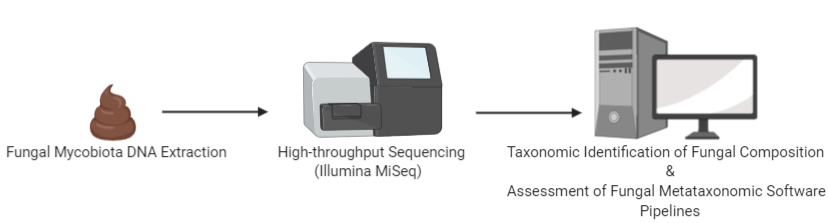 Fungal Mycobiota DNA Extraction
High-throughput Sequencing
(Illumina MiSeq)
Taxonomic Identification of Fungal Composition
&
Assessment of Fungal Metataxonomic Software
Pipelines